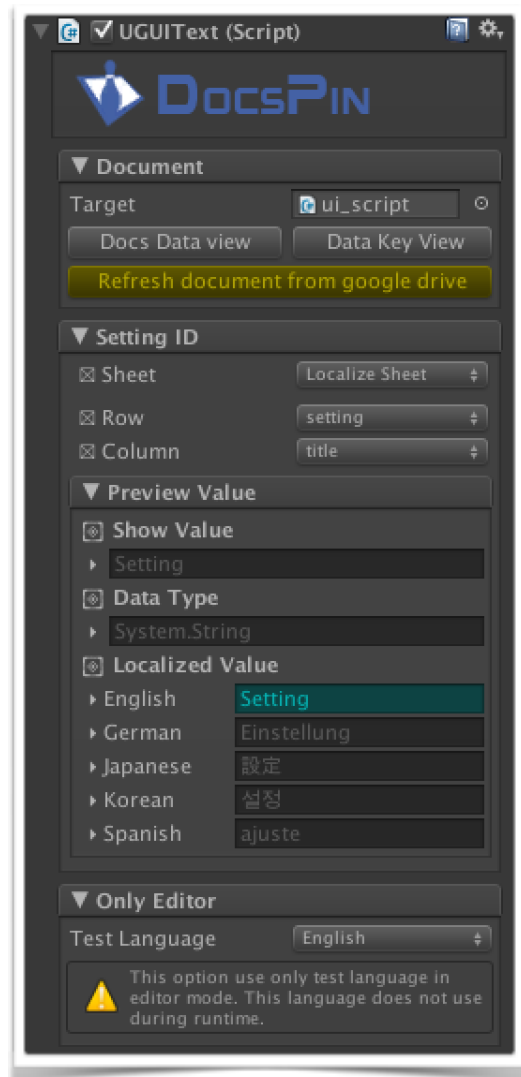 UGUIText (Script)
DOCSPIN
Document
Target ui_script
Docs Data view Data Key View
Refresh document from google drive
Setting ID
Sheet Localize Sheet
Row setting
Column title
Preview Value
Show Value
Setting
Data Type
System.String
Localized Value
English Setting
German Einstellung
Japanese 設定
Korean 설정
Spanish ajuste
Only Editor
Test Language English
This option use only test language in
editor mode. This language does not use
during runtime.